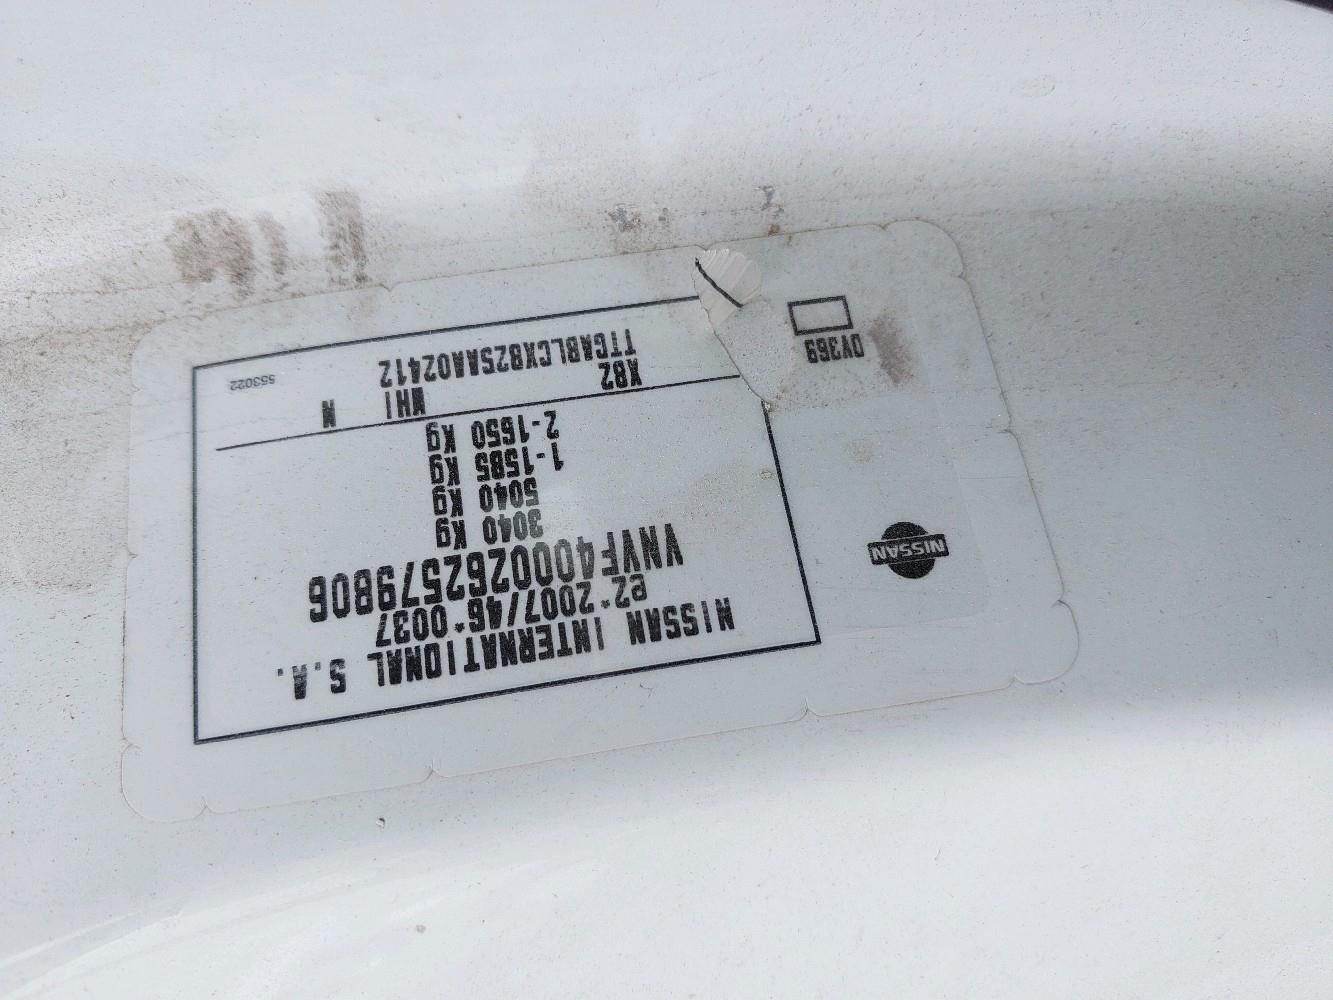 NISSAN INTERNATIONAL S.A.
e2*2007/46*0037
VNVF4000262579806
3040 Kg
5040 Kg
1-1585 Kg
2-1650 Kg
X82 WHI N
TTGABLCX82SAA02412
553022
NISSAN
DV369